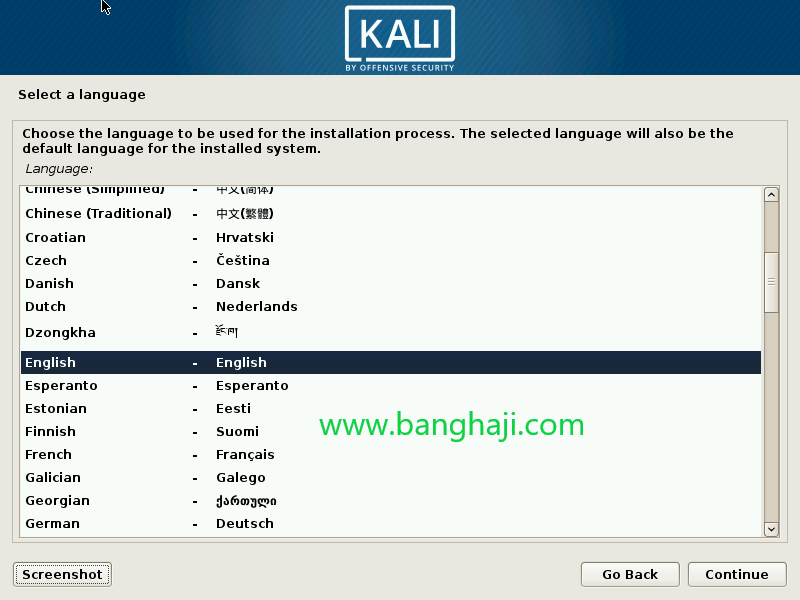 KALI
BY OFFENSIVE SECURITY
Select a language
Choose the language to be used for the installation process. The selected language will also be the
default language for the installed system.
Language:
Chinese (Simplified) - 中文(简体)
Chinese (Traditional) - 中文(繁體)
Croatian - Hrvatski
Czech - Čeština
Danish - Dansk
Dutch - Nederlands
Dzongkha - རྫོང་ཁ།
English - English
Esperanto - Esperanto
Estonian - Eesti
Finnish - Suomi
French - Français
Galician - Galego
Georgian - ქართული
German - Deutsch
www.banghaji.com
Screenshot Go Back Continue